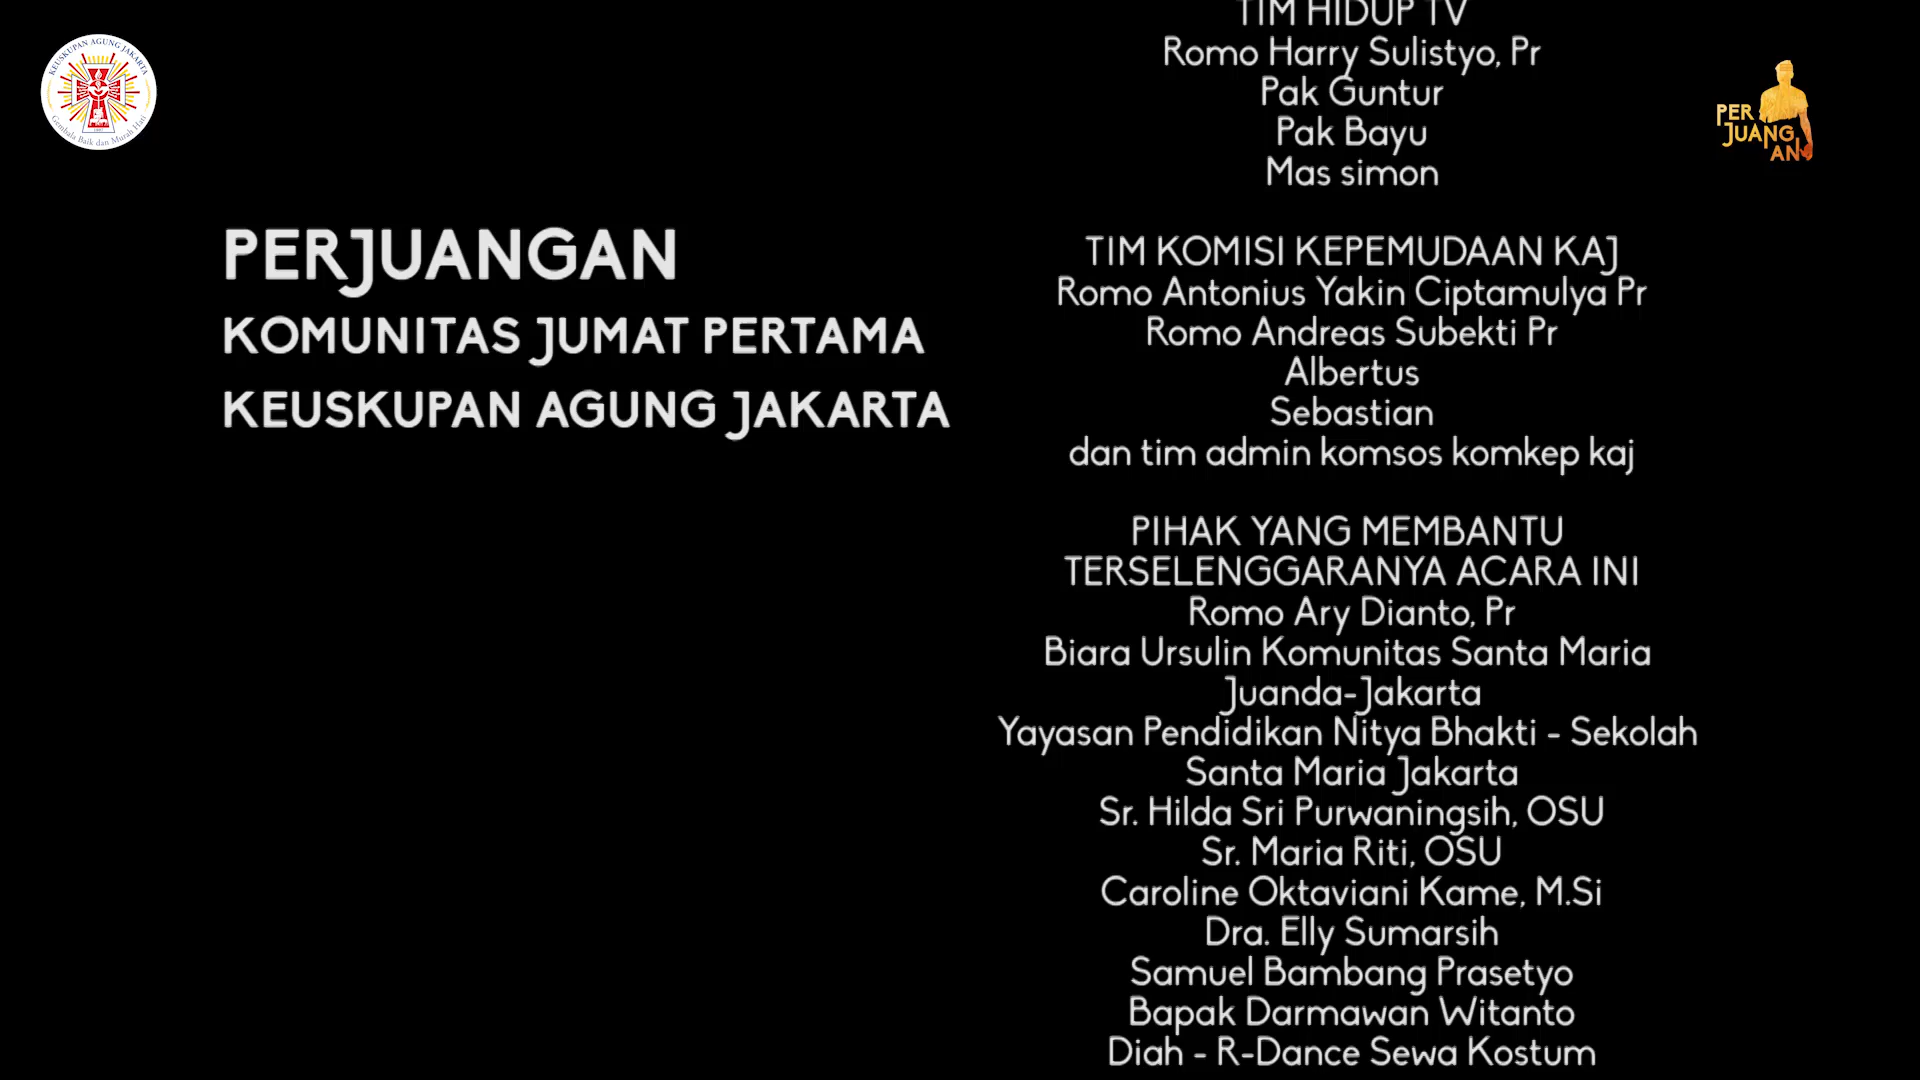 KEUSKUPAN AGUNG JAKARTA
Gembala Baik dan Murah Hati
PER
JUANG
AN
PERJUANGAN
KOMUNITAS JUMAT PERTAMA
KEUSKUPAN AGUNG JAKARTA
TIM HIDUP TV
Romo Harry Sulistyo, Pr
Pak Guntur
Pak Bayu
Mas simon
TIM KOMISI KEPEMUDAAN KAJ
Romo Antonius Yakin Ciptamulya Pr
Romo Andreas Subekti Pr
Albertus
Sebastian
dan tim admin komsos komkep kaj
PIHAK YANG MEMBANTU
TERSELENGGARANYA ACARA INI
Romo Ary Dianto, Pr
Biara Ursulin Komunitas Santa Maria
Juanda-Jakarta
Yayasan Pendidikan Nitya Bhakti - Sekolah
Santa Maria Jakarta
Sr. Hilda Sri Purwaningsih, OSU
Sr. Maria Riti, OSU
Caroline Oktaviani Kame, M.Si
Dra. Elly Sumarsih
Samuel Bambang Prasetyo
Bapak Darmawan Witanto
Diah - R-Dance Sewa Kostum